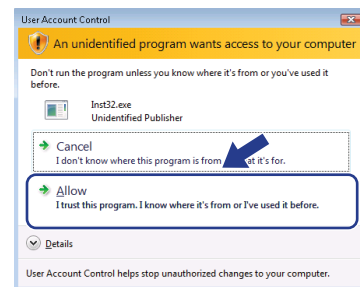 User Account Control
An unidentified program wants access to your computer
Don't run the program unless you know where it's from or you've used it
before.
Inst32.exe
Unidentified Publisher
Cancel
I don't know where this program is from at it's for.
Allow
I trust this program. I know where it's from or I've used it before.
Details
User Account Control helps stop unauthorized changes to your computer.